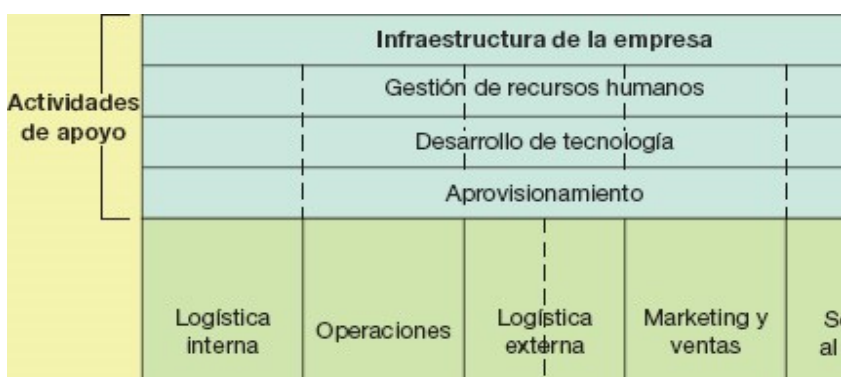 Infraestructura de la empresa
Gestión de recursos humanos
Actividades
de apoyo
Desarrollo de tecnología
Aprovisionamiento
Logística
interna
Operaciones
Logística
externa
Marketing y
ventas
al